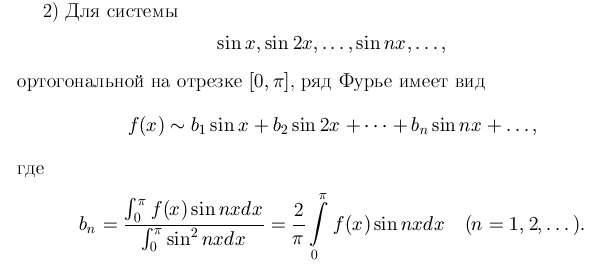 2) Для системы
sin x, sin 2x, . . . , sin nx, . . . ,
ортогональной на отрезке [0, π], ряд Фурье имеет вид
f(x) ∼ b₁ sin x + b₂ sin 2x + · · · + bₙ sin nx + . . . ,
где
bₙ = ∫₀^π f(x) sin nxdx / ∫₀^π sin² nxdx = 2/π ∫₀^π f(x) sin nxdx (n = 1, 2, . . . ).